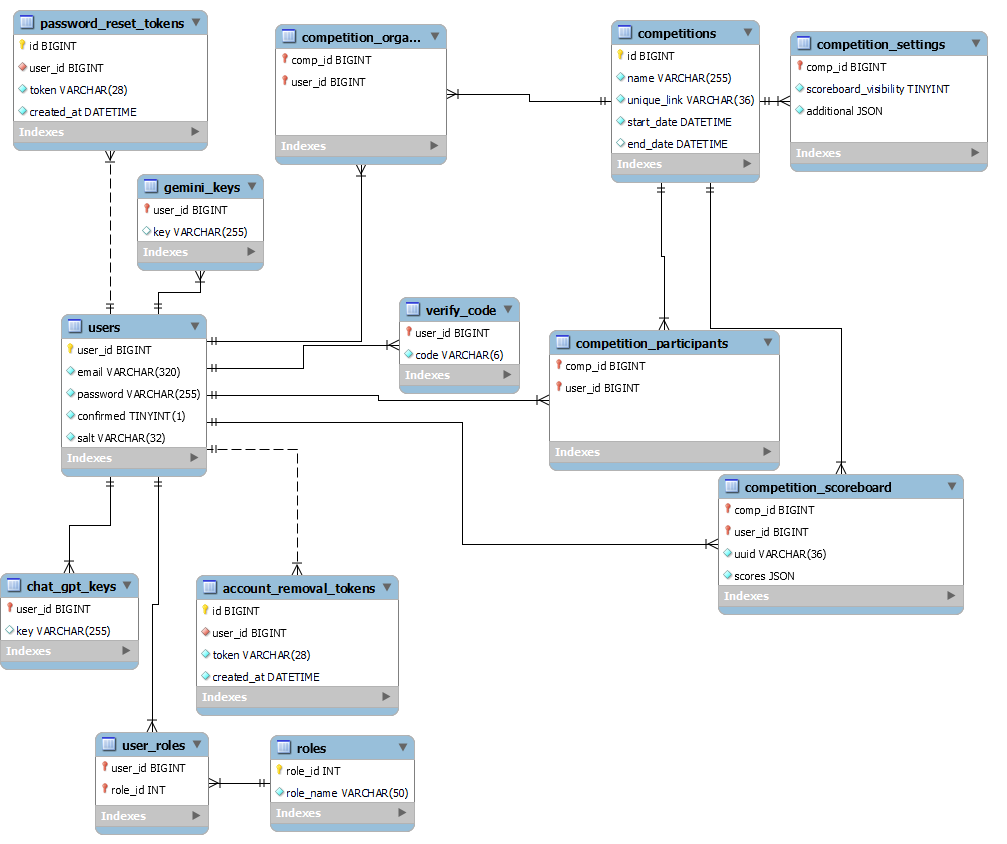 password_reset_tokens
id BIGINT
user_id BIGINT
token VARCHAR(28)
created_at DATETIME
Indexes
competition_orga...
comp_id BIGINT
user_id BIGINT
Indexes
competitions
id BIGINT
name VARCHAR(255)
unique_link VARCHAR(36)
start_date DATETIME
end_date DATETIME
Indexes
competition_settings
comp_id BIGINT
scoreboard_visibility TINYINT
additional JSON
Indexes
gemini_keys
user_id BIGINT
key VARCHAR(255)
Indexes
users
user_id BIGINT
email VARCHAR(320)
password VARCHAR(255)
confirmed TINYINT(1)
salt VARCHAR(32)
Indexes
verify_code
user_id BIGINT
code VARCHAR(6)
Indexes
competition_participants
comp_id BIGINT
user_id BIGINT
Indexes
competition_scoreboard
comp_id BIGINT
user_id BIGINT
uuid VARCHAR(36)
scores JSON
Indexes
chat_gpt_keys
user_id BIGINT
key VARCHAR(255)
Indexes
account_removal_tokens
id BIGINT
user_id BIGINT
token VARCHAR(28)
created_at DATETIME
Indexes
user_roles
user_id BIGINT
role_id INT
Indexes
roles
role_id INT
role_name VARCHAR(50)
Indexes